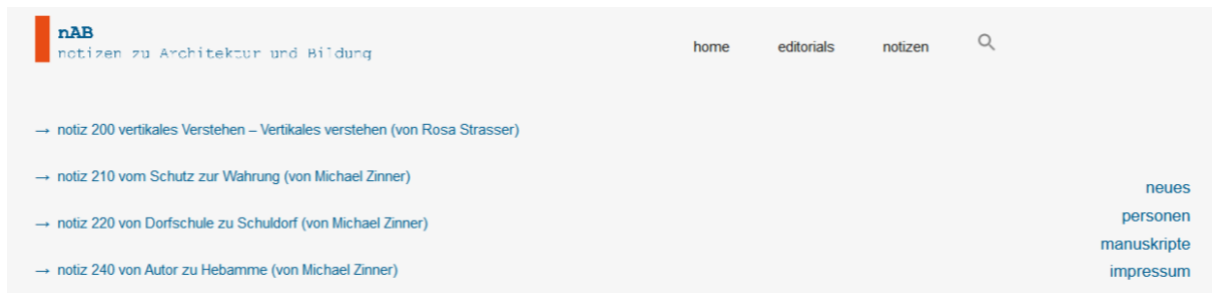 nAB
notizen zu Architektur und Bildung
home editorials notizen
→ notiz 200 vertikales Verstehen – Vertikales verstehen (von Rosa Strasser)
→ notiz 210 vom Schutz zur Wahrung (von Michael Zinner)
→ notiz 220 von Dorfschule zu Schuldorf (von Michael Zinner)
→ notiz 240 von Autor zu Hebamme (von Michael Zinner)
neues
personen
manuskripte
impressum